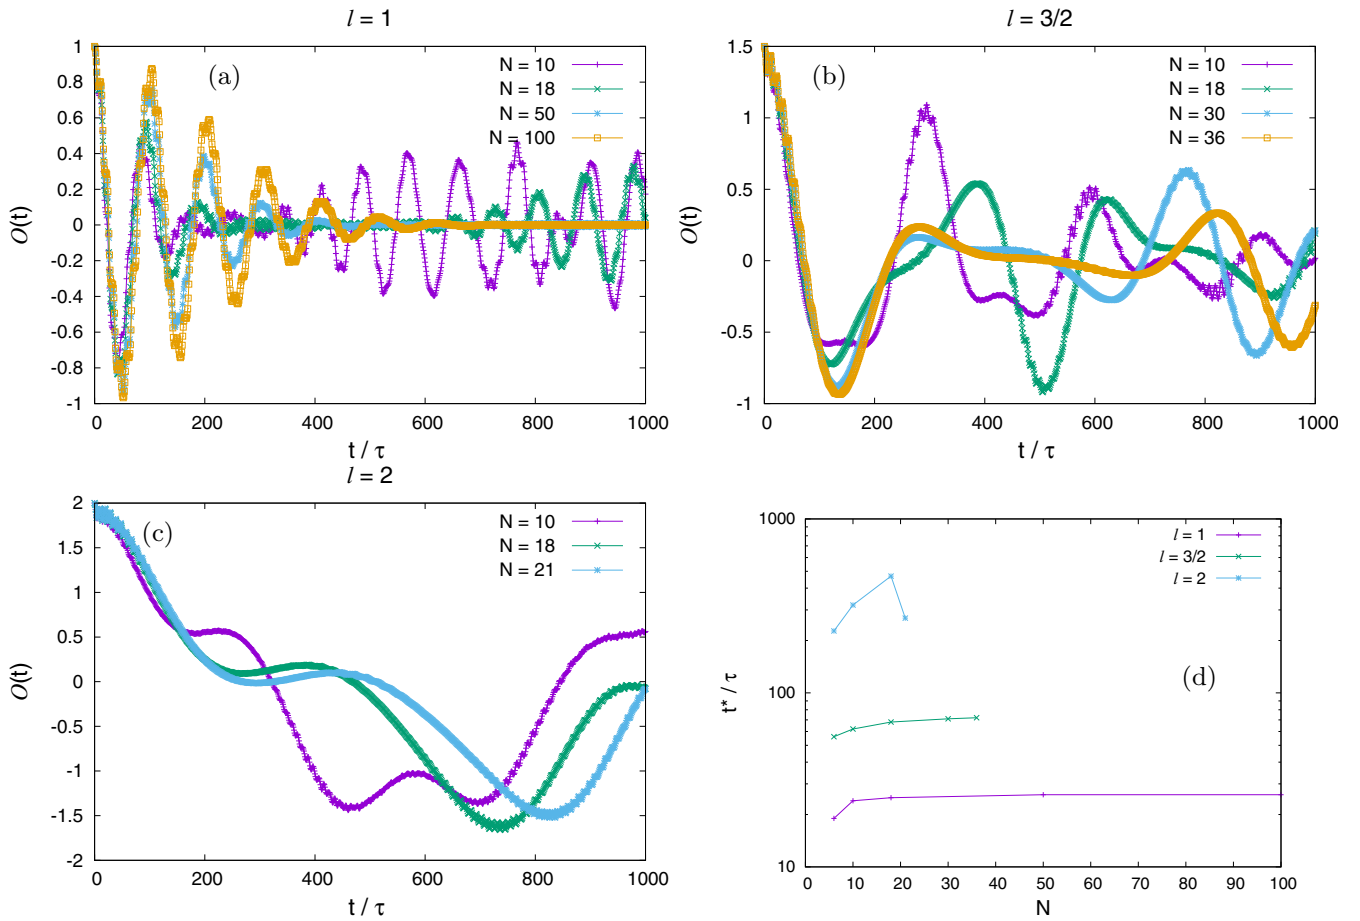 l = 1
(a)
N = 10
N = 18
N = 50
N = 100
1
0.8
0.6
0.4
0.2
0
-0.2
-0.4
-0.6
-0.8
-1
O(t)
0 200 400 600 800 1000
t / τ
l = 3/2
(b)
N = 10
N = 18
N = 30
N = 36
1.5
1
0.5
0
-0.5
-1
O(t)
0 200 400 600 800 1000
t / τ
l = 2
(c)
N = 10
N = 18
N = 21
2
1.5
1
0.5
0
-0.5
-1
-1.5
-2
O(t)
0 200 400 600 800 1000
t / τ
l = 1
l = 3/2
l = 2
(d)
1000
100
10
t* / τ
0 10 20 30 40 50 60 70 80 90 100
N